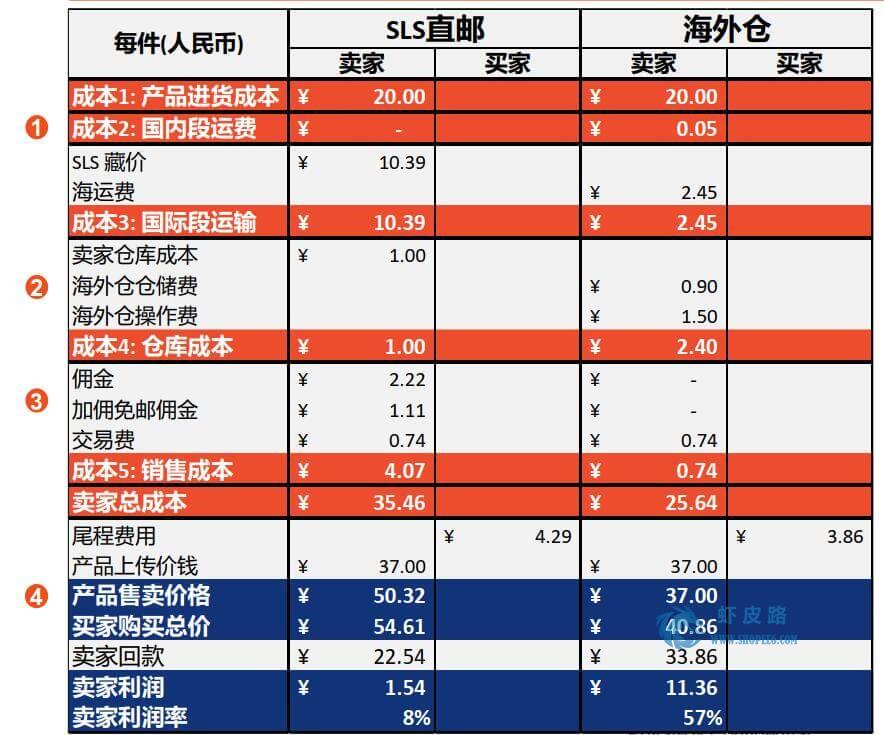 每件(人民币) SLS直邮 海外仓
卖家 买家 卖家 买家
成本1: 产品进货成本 ¥ 20.00 ¥ 20.00
1 成本2: 国内段运费 ¥ - ¥ 0.05
SLS 藏价 ¥ 10.39
海运费 ¥ 2.45
成本3: 国际段运输 ¥ 10.39 ¥ 2.45
卖家仓库成本 ¥ 1.00
2 海外仓仓储费 ¥ 0.90
海外仓操作费 ¥ 1.50
成本4: 仓库成本 ¥ 1.00 ¥ 2.40
佣金 ¥ 2.22 ¥ -
3 加佣免邮佣金 ¥ 1.11 ¥ -
交易费 ¥ 0.74 ¥ 0.74
成本5: 销售成本 ¥ 4.07 ¥ 0.74
卖家总成本 ¥ 35.46 ¥ 25.64
尾程费用 ¥ 4.29 ¥ 3.86
产品上传价钱 ¥ 37.00 ¥ 37.00
4 产品售卖价格 ¥ 50.32 ¥ 37.00
买家购买总价 ¥ 54.61 ¥ 40.86
虾皮路
WWW.SHOPEE6.COM
卖家回款 ¥ 22.54 ¥ 33.86
卖家利润 ¥ 1.54 ¥ 11.36
卖家利润率 8% 57%